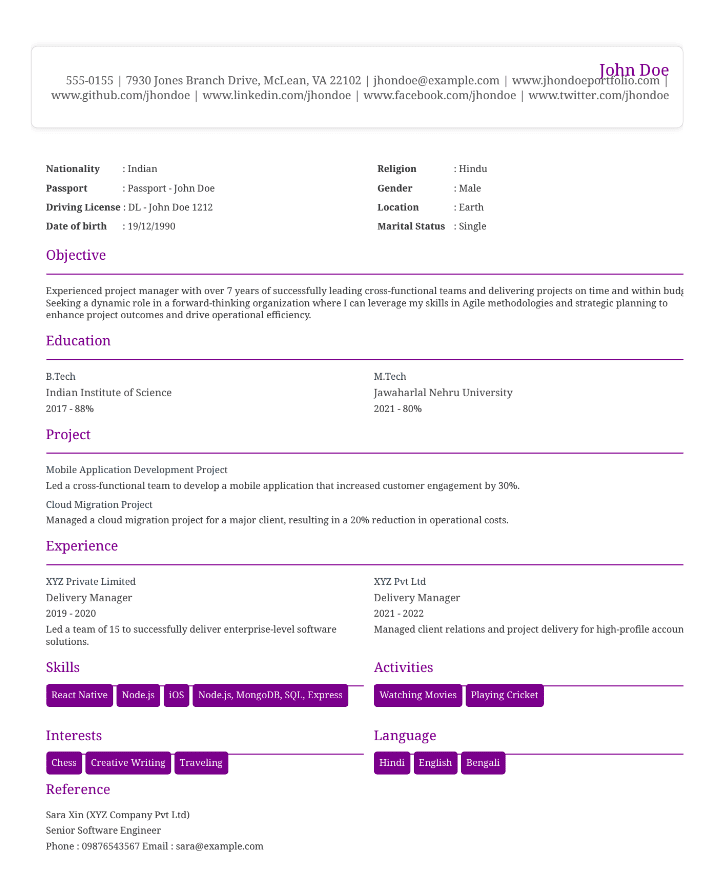 John Doe
555-0155 | 7930 Jones Branch Drive, McLean, VA 22102 | jhondoe@example.com | www.jhondoeportfolio.com |
www.github.com/jhondoe | www.linkedin.com/jhondoe | www.facebook.com/jhondoe | www.twitter.com/jhondoe
Nationality : Indian
Religion : Hindu
Passport : Passport - John Doe
Gender : Male
Driving License : DL - John Doe 1212
Location : Earth
Date of birth : 19/12/1990
Marital Status : Single
Objective
Experienced project manager with over 7 years of successfully leading cross-functional teams and delivering projects on time and within budg
Seeking a dynamic role in a forward-thinking organization where I can leverage my skills in Agile methodologies and strategic planning to
enhance project outcomes and drive operational efficiency.
Education
B.Tech
Indian Institute of Science
2017 - 88%
M.Tech
Jawaharlal Nehru University
2021 - 80%
Project
Mobile Application Development Project
Led a cross-functional team to develop a mobile application that increased customer engagement by 30%.
Cloud Migration Project
Managed a cloud migration project for a major client, resulting in a 20% reduction in operational costs.
Experience
XYZ Private Limited
Delivery Manager
2019 - 2020
Led a team of 15 to successfully deliver enterprise-level software
solutions.
XYZ Pvt Ltd
Delivery Manager
2021 - 2022
Managed client relations and project delivery for high-profile accoun
Skills
React Native Node.js iOS Node.js, MongoDB, SQL, Express
Activities
Watching Movies Playing Cricket
Interests
Chess Creative Writing Traveling
Language
Hindi English Bengali
Reference
Sara Xin (XYZ Company Pvt Ltd)
Senior Software Engineer
Phone : 09876543567 Email : sara@example.com